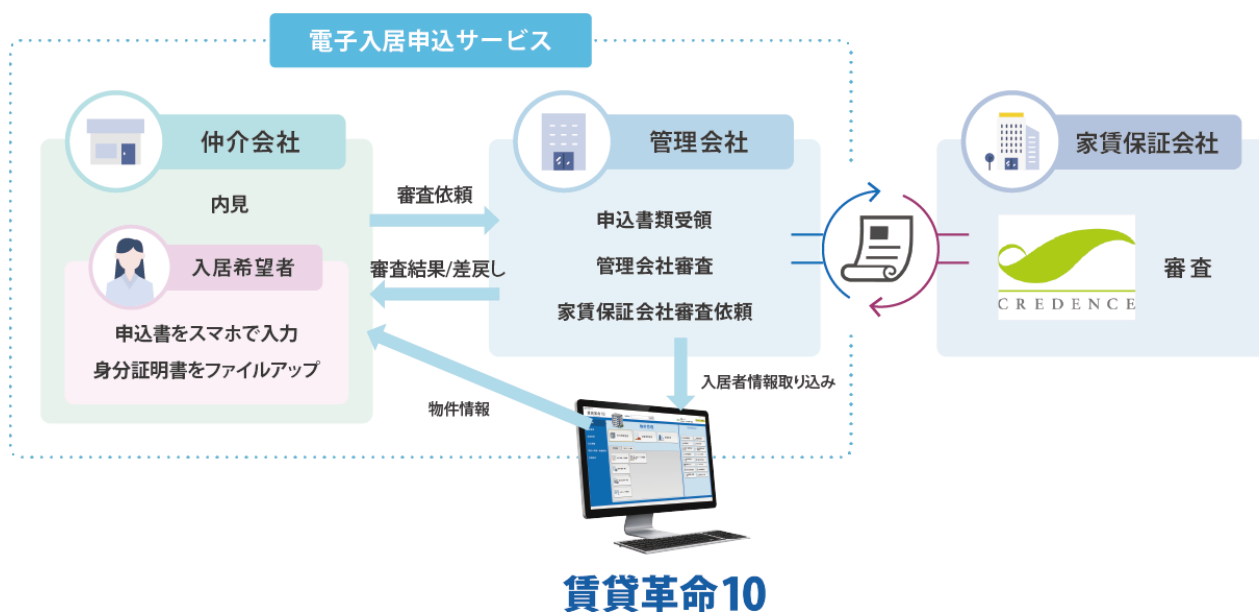 電子入居申込サービス
仲介会社
内見
入居希望者
申込書をスマホで入力
身分証明書をファイルアップ
審査依頼
審査結果/差戻し
物件情報
管理会社
申込書類受領
管理会社審査
家賃保証会社審査依頼
入居者情報取り込み
家賃保証会社
CREDENCE
審査
賃貸革命10